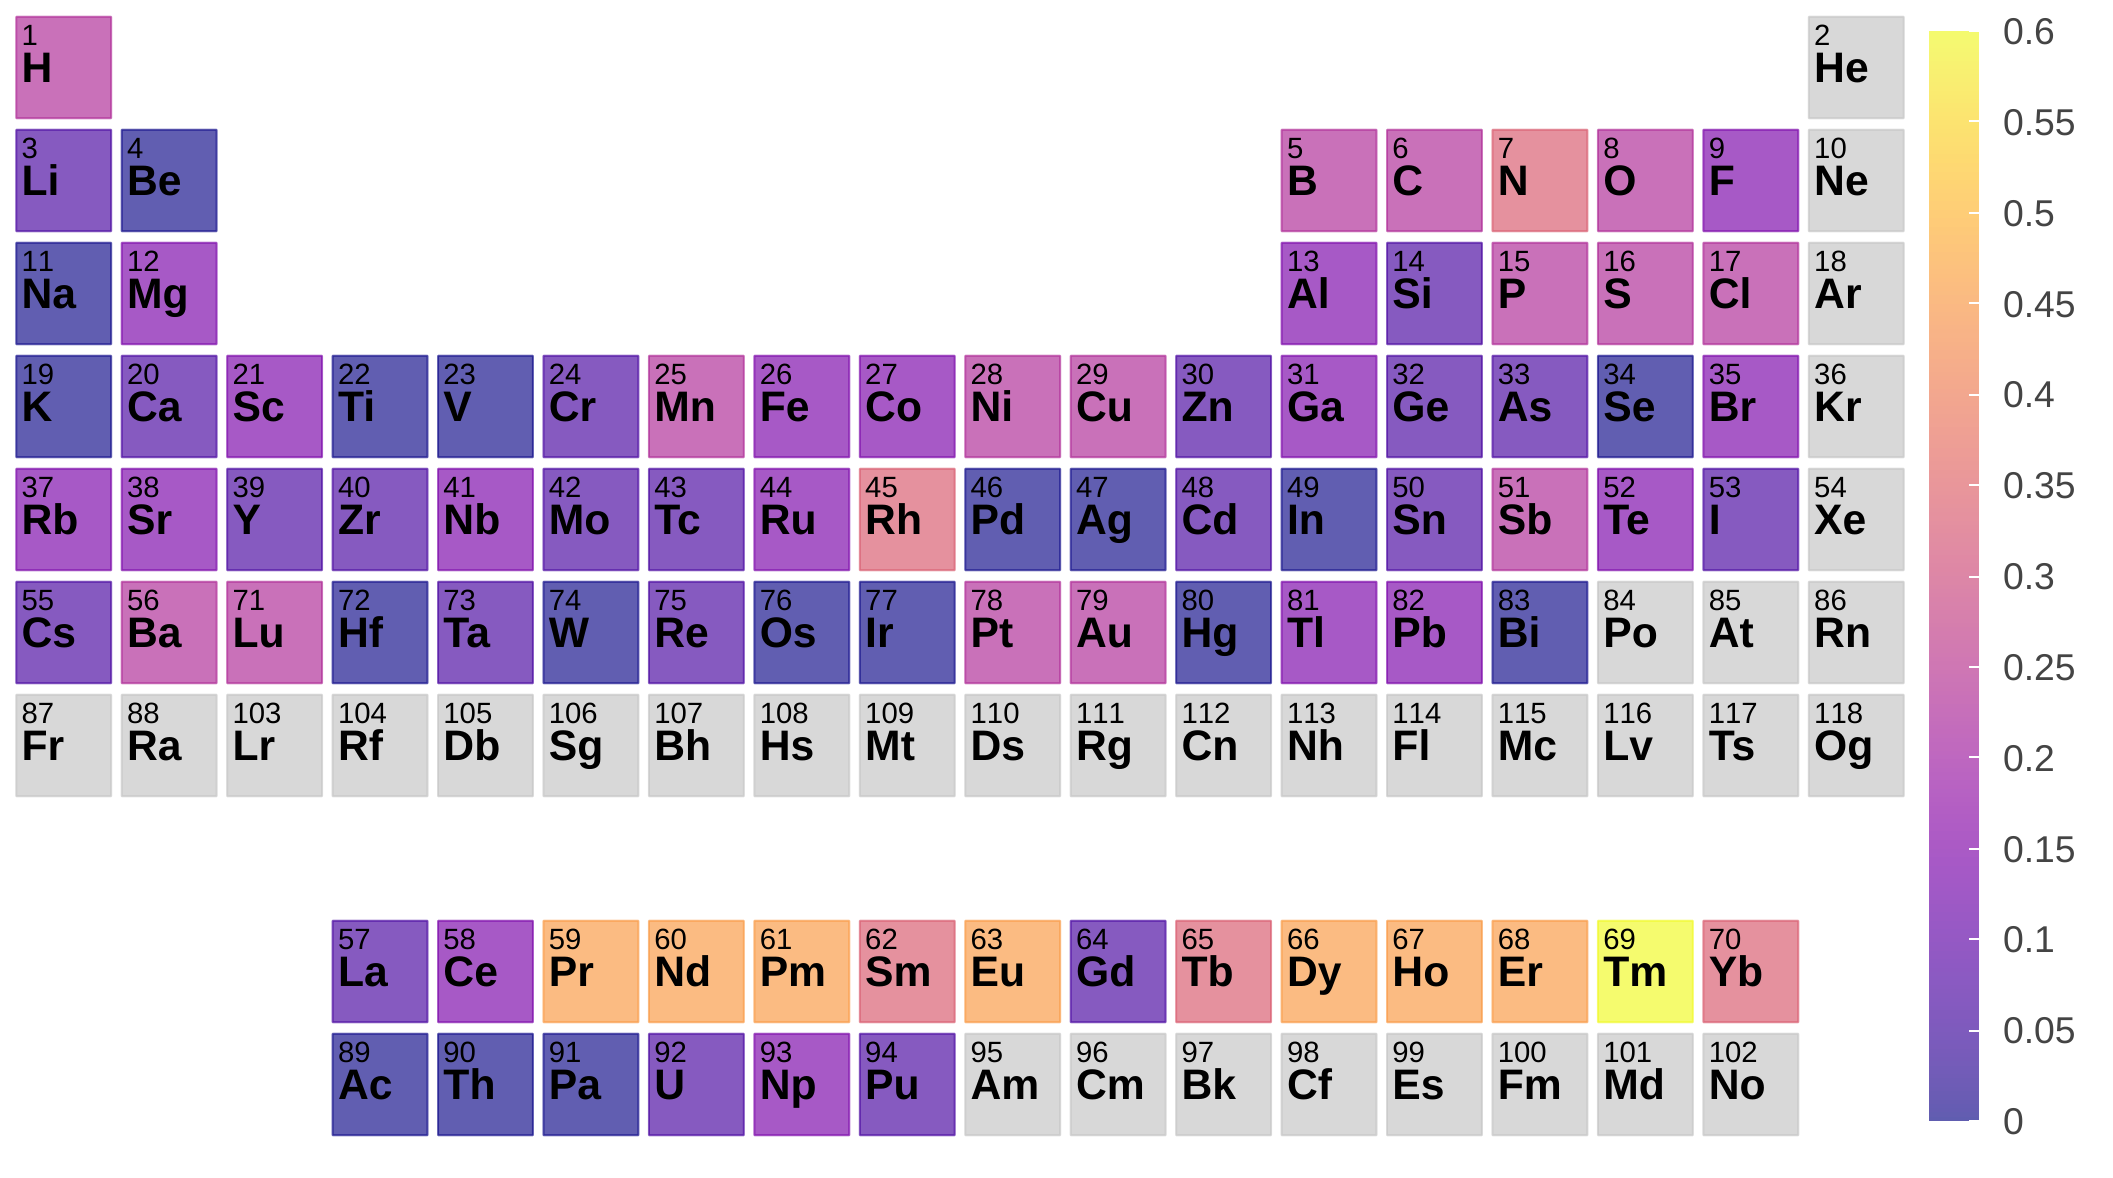 1 2
H He
3 4 5 6 7 8 9 10
Li Be B C N O F Ne
11 12 13 14 15 16 17 18
Na Mg Al Si P S Cl Ar
19 20 21 22 23 24 25 26 27 28 29 30 31 32 33 34 35 36
K Ca Sc Ti V Cr Mn Fe Co Ni Cu Zn Ga Ge As Se Br Kr
37 38 39 40 41 42 43 44 45 46 47 48 49 50 51 52 53 54
Rb Sr Y Zr Nb Mo Tc Ru Rh Pd Ag Cd In Sn Sb Te I Xe
55 56 71 72 73 74 75 76 77 78 79 80 81 82 83 84 85 86
Cs Ba Lu Hf Ta W Re Os Ir Pt Au Hg Tl Pb Bi Po At Rn
87 88 103 104 105 106 107 108 109 110 111 112 113 114 115 116 117 118
Fr Ra Lr Rf Db Sg Bh Hs Mt Ds Rg Cn Nh Fl Mc Lv Ts Og
57 58 59 60 61 62 63 64 65 66 67 68 69 70
La Ce Pr Nd Pm Sm Eu Gd Tb Dy Ho Er Tm Yb
89 90 91 92 93 94 95 96 97 98 99 100 101 102
Ac Th Pa U Np Pu Am Cm Bk Cf Es Fm Md No
0.6
0.55
0.5
0.45
0.4
0.35
0.3
0.25
0.2
0.15
0.1
0.05
0